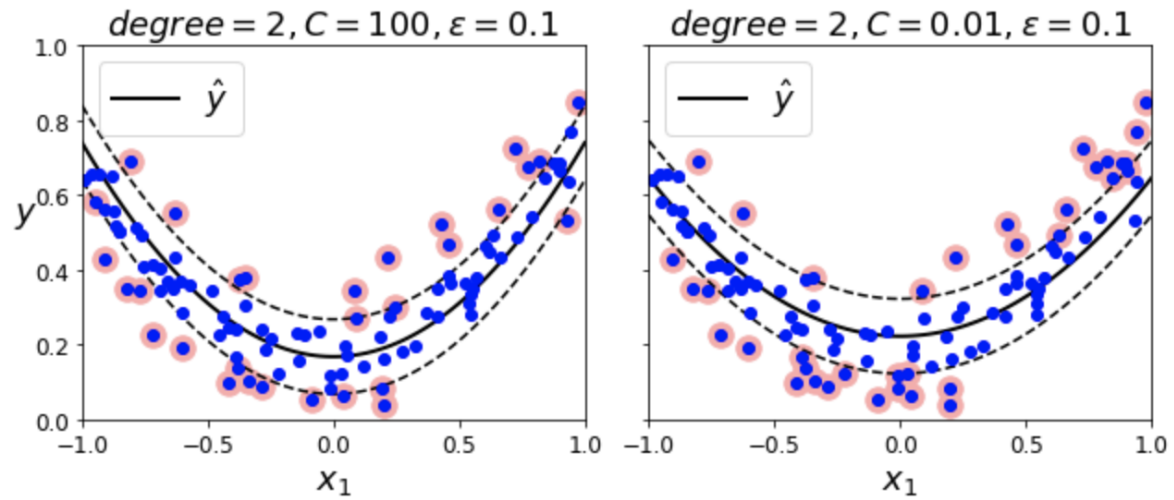 degree = 2, C = 100, ε = 0.1
ŷ
y
1.0
0.8
0.6
0.4
0.2
0.0
−1.0 −0.5 0.0 0.5 1.0
x₁
degree = 2, C = 0.01, ε = 0.1
ŷ
−1.0 −0.5 0.0 0.5 1.0
x₁